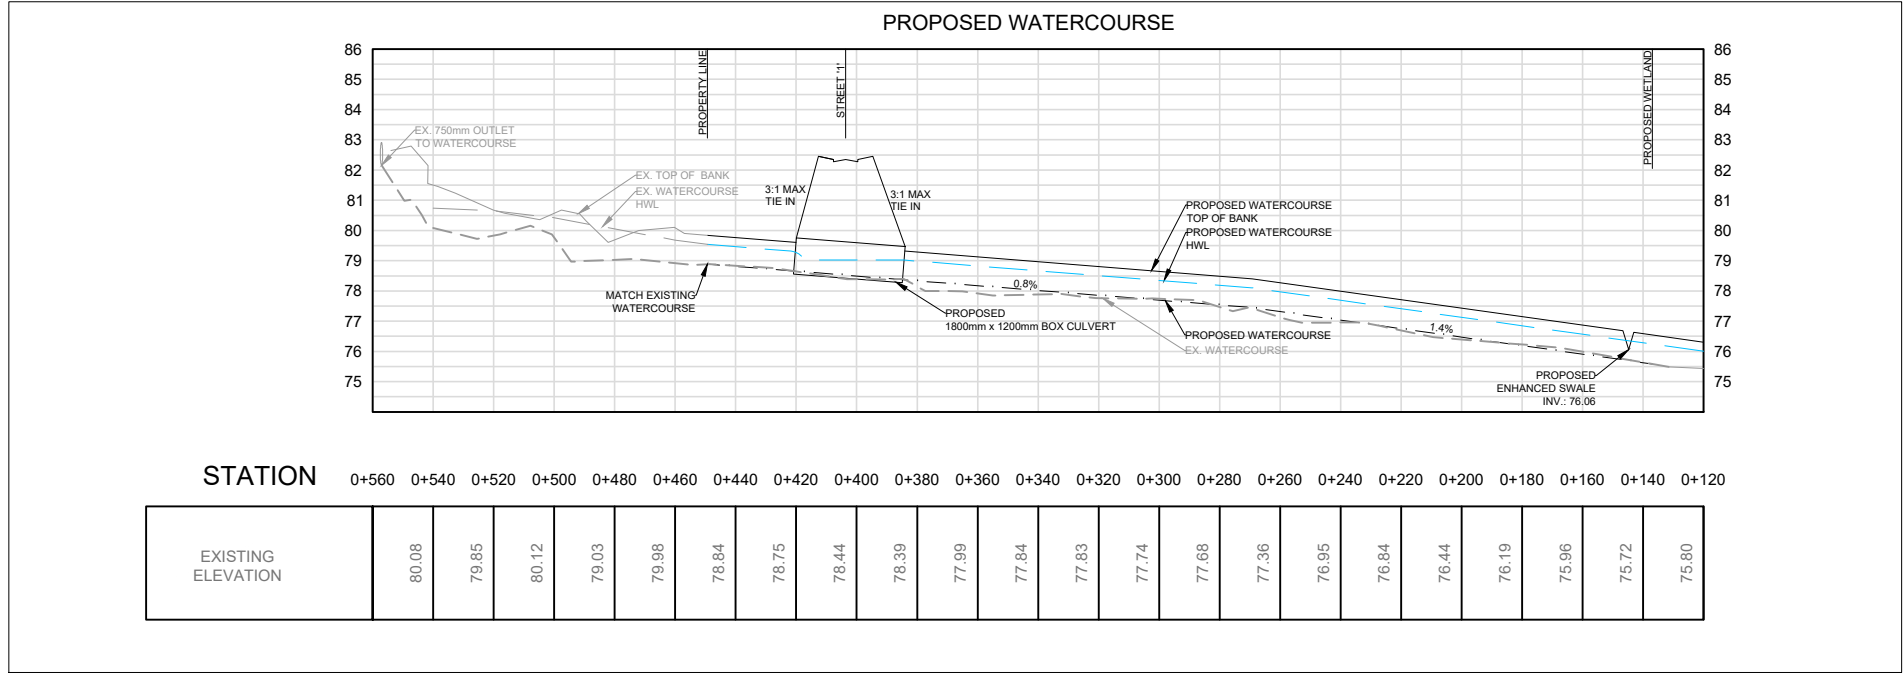 PROPOSED WATERCOURSE
86
85
84
83
82
81
80
79
78
77
76
75
86
85
84
83
82
81
80
79
78
77
76
75
PROPERTY LINE
STREET '1'
PROPOSED WETLAND
EX. 750mm OUTLET
TO WATERCOURSE
EX. TOP OF BANK
EX. WATERCOURSE
HWL
3:1 MAX
TIE IN
3:1 MAX
TIE IN
PROPOSED WATERCOURSE
TOP OF BANK
PROPOSED WATERCOURSE
HWL
MATCH EXISTING
WATERCOURSE
0.8%
PROPOSED
1800mm x 1200mm BOX CULVERT
PROPOSED WATERCOURSE
EX. WATERCOURSE
1.4%
PROPOSED
ENHANCED SWALE
INV.: 76.06
STATION 0+560 0+540 0+520 0+500 0+480 0+460 0+440 0+420 0+400 0+380 0+360 0+340 0+320 0+300 0+280 0+260 0+240 0+220 0+200 0+180 0+160 0+140 0+120
EXISTING
ELEVATION
80.08
79.85
80.12
79.03
79.98
78.84
78.75
78.44
78.39
77.99
77.84
77.83
77.74
77.68
77.36
76.95
76.84
76.44
76.19
75.96
75.72
75.80